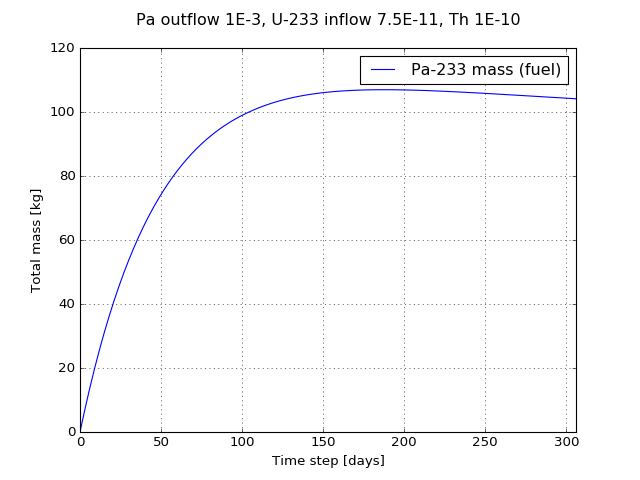 Pa outflow 1E-3, U-233 inflow 7.5E-11, Th 1E-10
Pa-233 mass (fuel)
Total mass [kg]
120
100
80
60
40
20
0
0 50 100 150 200 250 300
Time step [days]